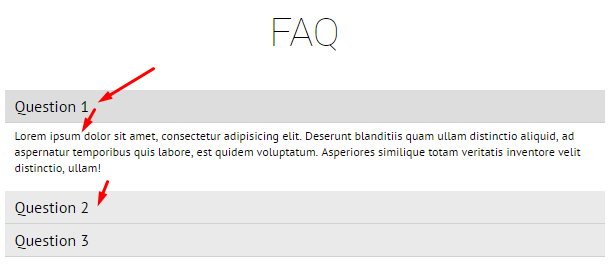 FAQ
Question 1
Lorem ipsum dolor sit amet, consectetur adipisicing elit. Deserunt blanditiis quam ullam distinctio aliquid, ad
aspernatur temporibus quis labore, est quidem voluptatum. Asperiores similique totam veritatis inventore velit
distinctio, ullam!
Question 2
Question 3